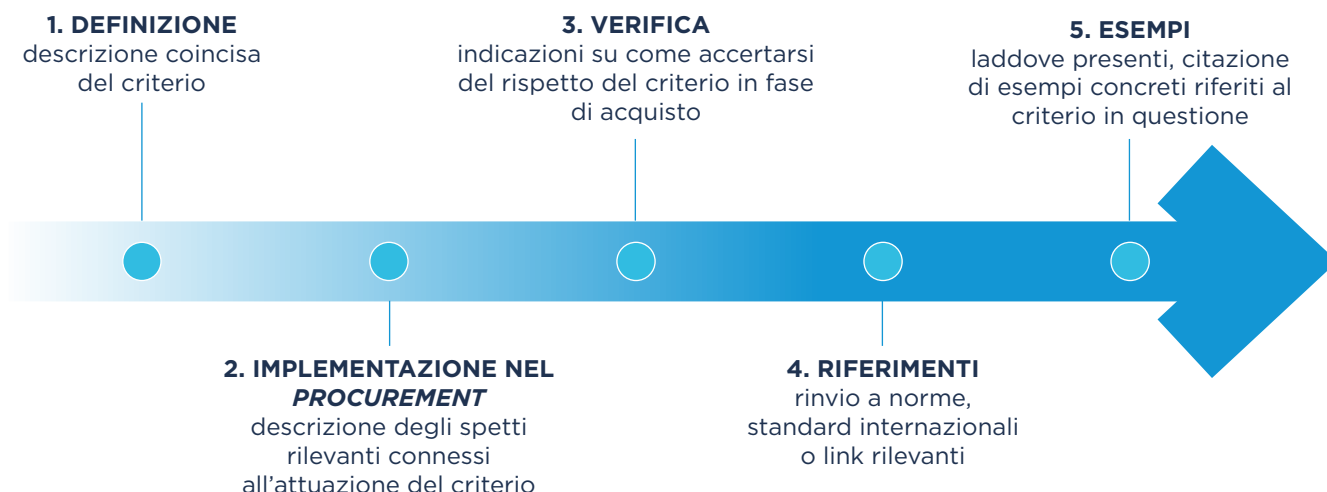 1. DEFINIZIONE
descrizione coincisa
del criterio
2. IMPLEMENTAZIONE NEL
PROCUREMENT
descrizione degli spetti
rilevanti connessi
all'attuazione del criterio
3. VERIFICA
indicazioni su come accertarsi
del rispetto del criterio in fase
di acquisto
4. RIFERIMENTI
rinvio a norme,
standard internazionali
o link rilevanti
5. ESEMPI
laddove presenti, citazione
di esempi concreti riferiti al
criterio in questione